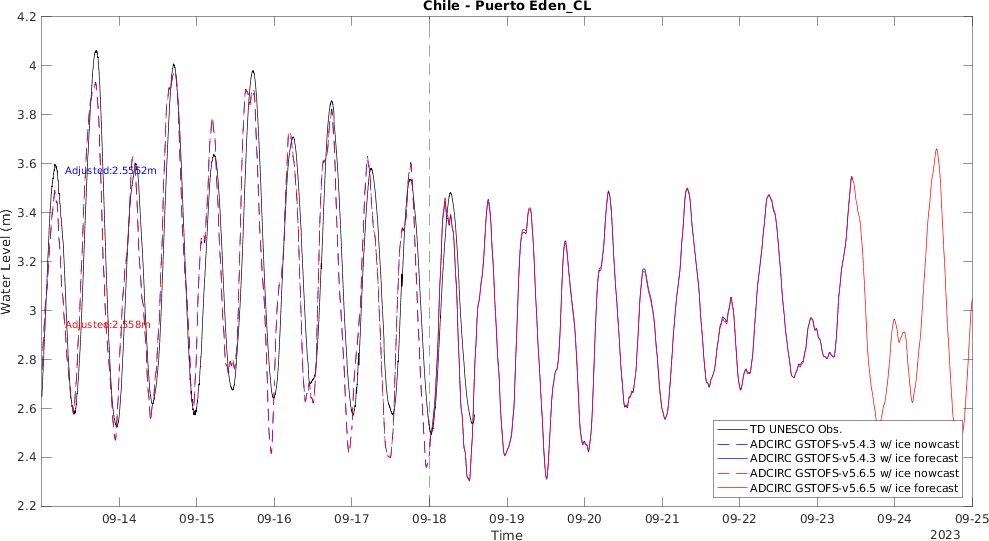 Chile - Puerto Eden_CL
4.2
4
3.8
3.6
3.4
3.2
3
2.8
2.6
2.4
2.2
Water Level (m)
Adjusted:2.5552m
Adjusted:2.558m
TD UNESCO Obs.
ADCIRC GSTOFS-v5.4.3 w/ ice nowcast
ADCIRC GSTOFS-v5.4.3 w/ ice forecast
ADCIRC GSTOFS-v5.6.5 w/ ice nowcast
ADCIRC GSTOFS-v5.6.5 w/ ice forecast
09-14 09-15 09-16 09-17 09-18 09-19 09-20 09-21 09-22 09-23 09-24 09-25
Time
2023